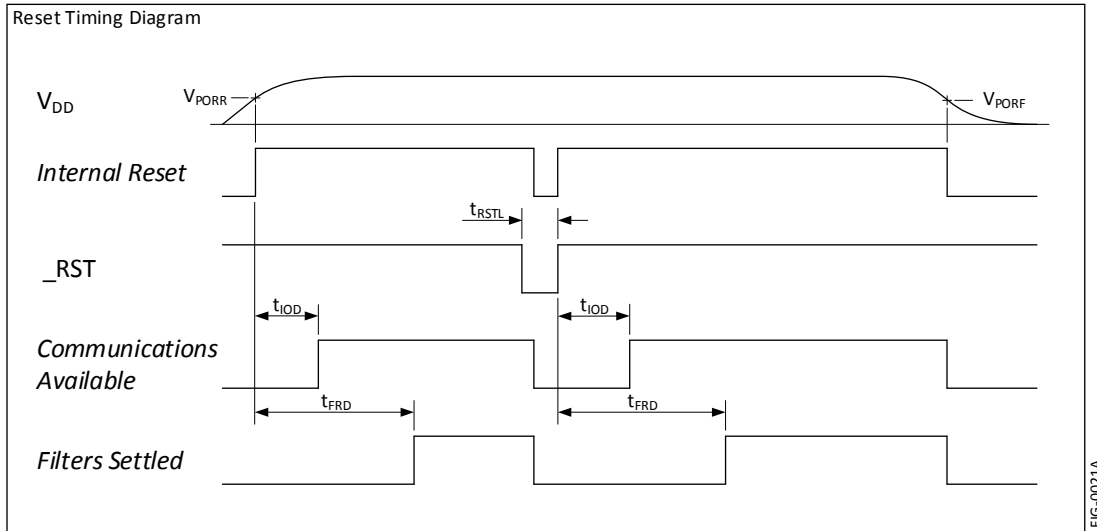 Reset Timing Diagram
VDD
VPORR
VPORF
Internal Reset
tRSTL
_RST
tIOD
tIOD
Communications
Available
tFRD
tFRD
Filters Settled
FIG-0021A